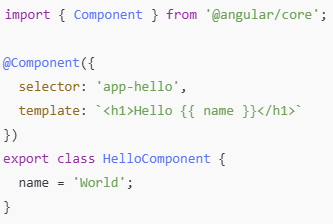 import { Component } from '@angular/core';

@Component({
  selector: 'app-hello',
  template: `<h1>Hello {{ name }}</h1>`
})
export class HelloComponent {
  name = 'World';
}